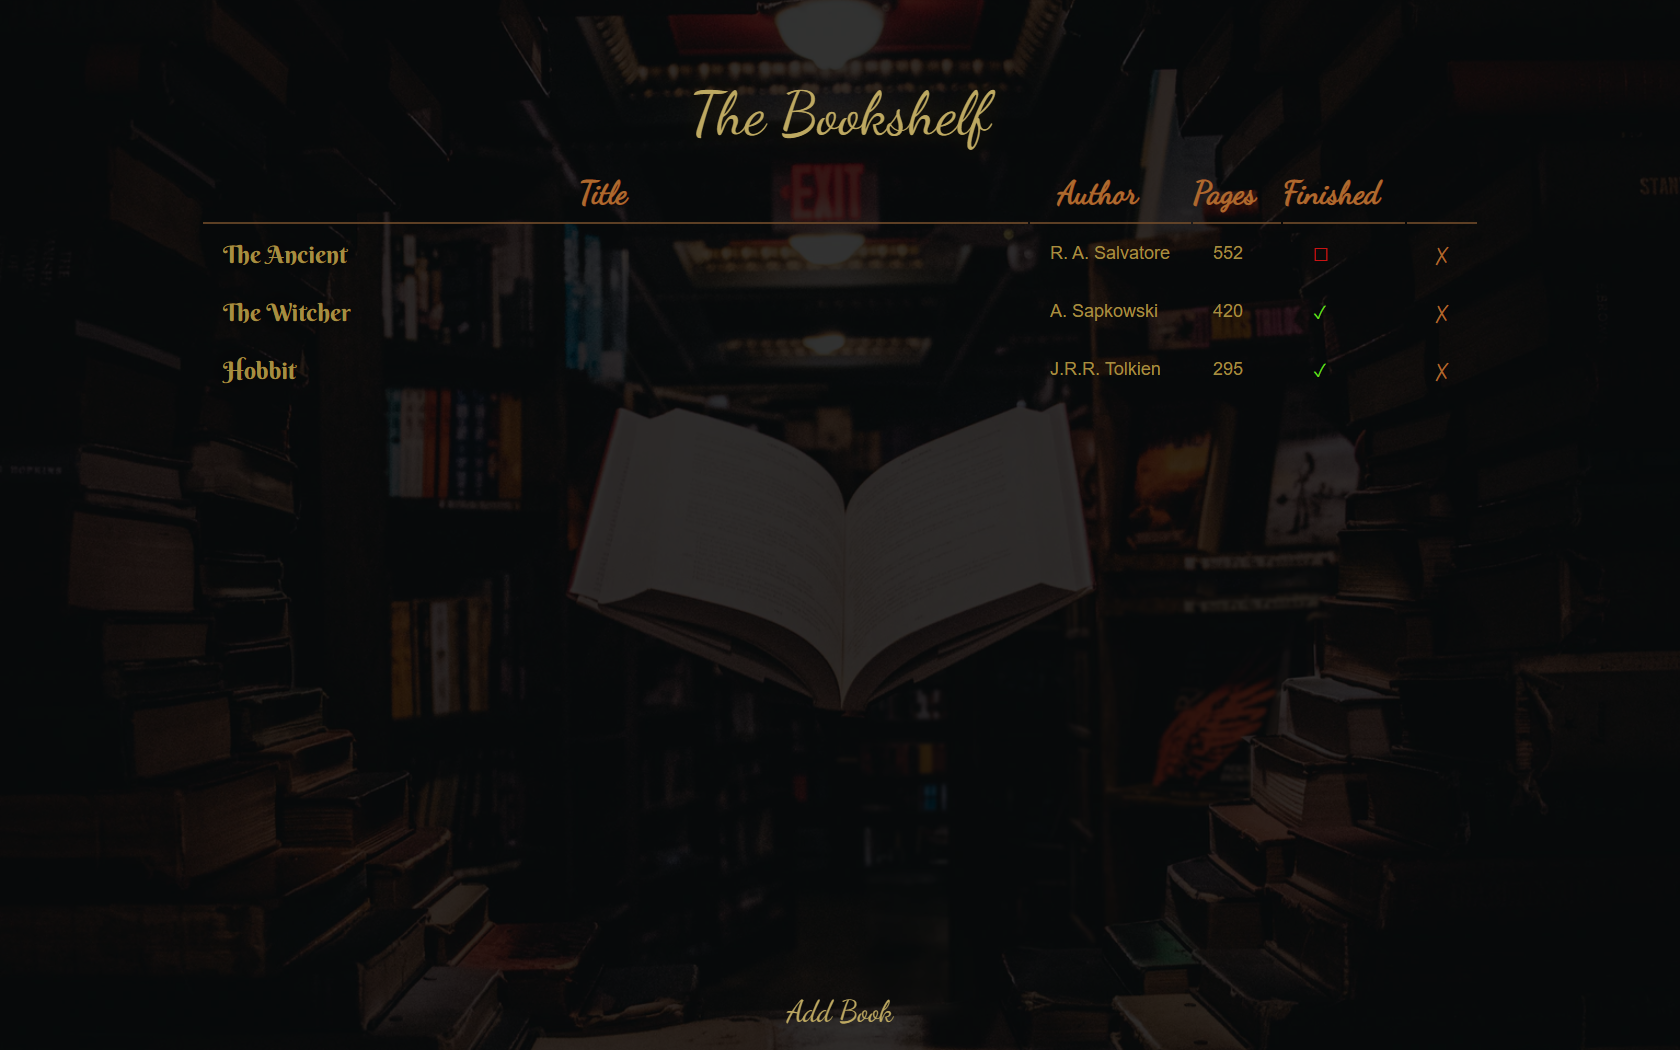 The Bookshelf
EXIT
Title Author Pages Finished
The Ancient R. A. Salvatore 552 ☐ ✗
The Witcher A. Sapkowski 420 ✓ ✗
Hobbit J.R.R. Tolkien 295 ✓ ✗
Add Book